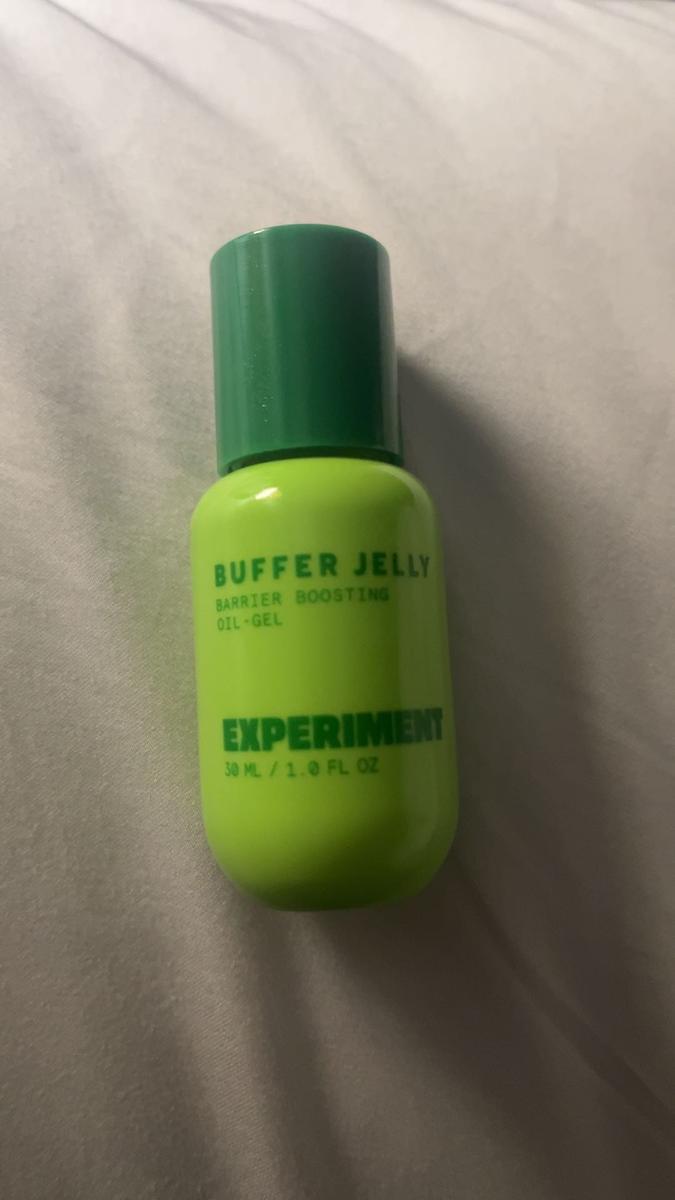 BUFFER JELLY
BARRIER BOOSTING
OIL-GEL
EXPERIMENT
30 ML / 1.0 FL OZ